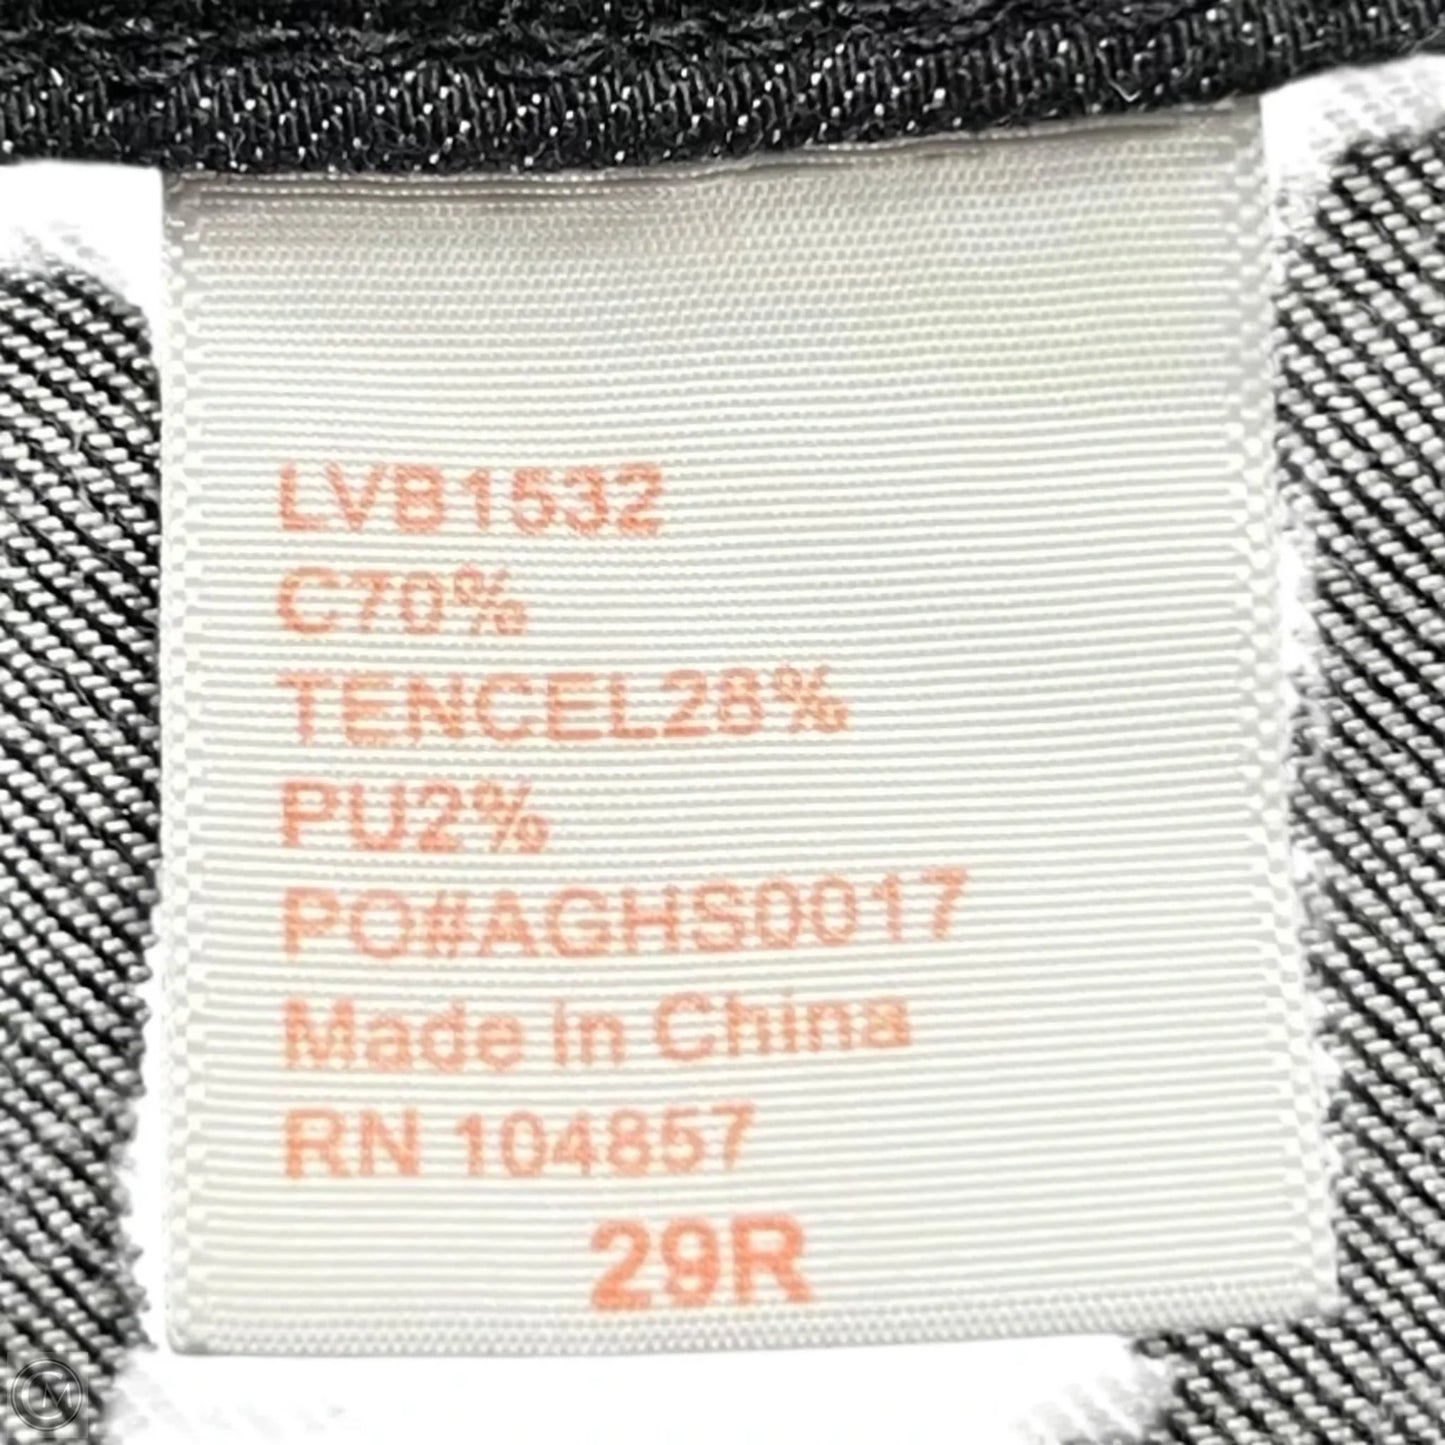 LVB1532
C70%
TENCEL28%
PU2%
PO#AGHS0017
Made in China
RN 104857
29R